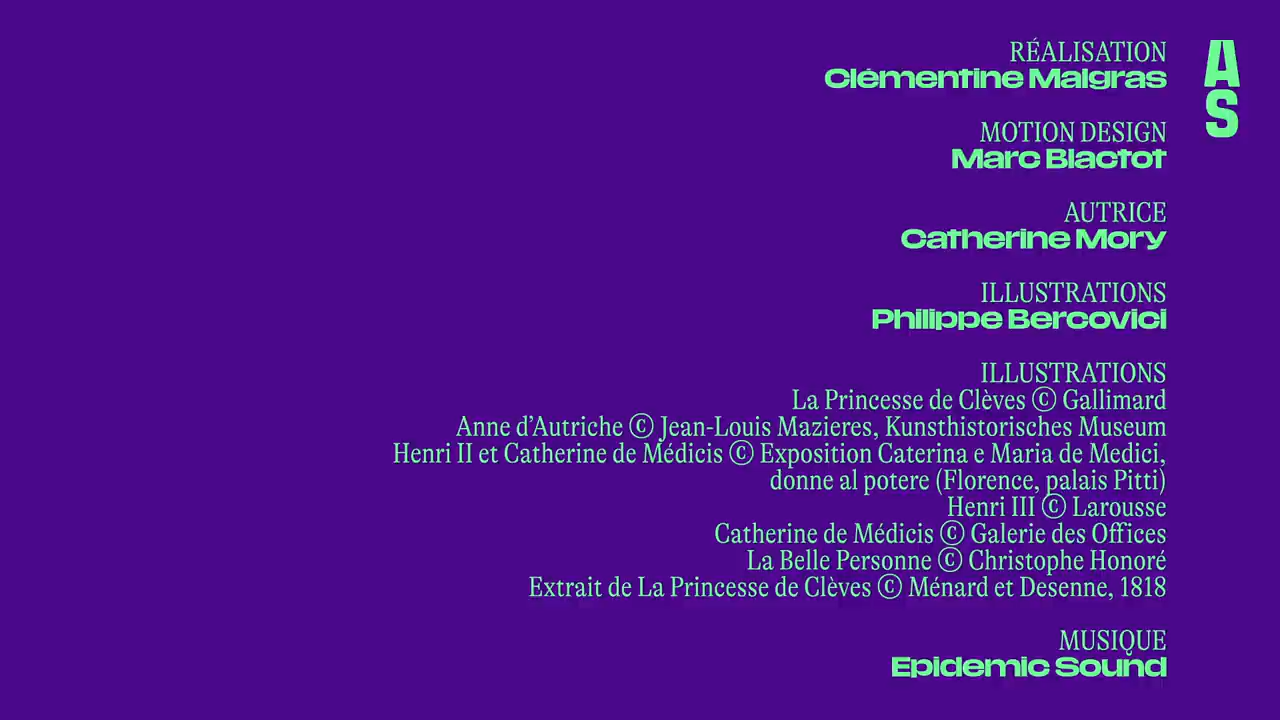 RÉALISATION
Clémentine Malgras
MOTION DESIGN
Marc Blactot
AUTRICE
Catherine Mory
ILLUSTRATIONS
Philippe Bercovici
ILLUSTRATIONS
La Princesse de Clèves © Gallimard
Anne d’Autriche © Jean-Louis Mazieres, Kunsthistorisches Museum
Henri II et Catherine de Médicis © Exposition Caterina e Maria de Medici,
donne al potere (Florence, palais Pitti)
Henri III © Larousse
Catherine de Médicis © Galerie des Offices
La Belle Personne © Christophe Honoré
Extrait de La Princesse de Clèves © Ménard et Desenne, 1818
MUSIQUE
Epidemic Sound
A
S